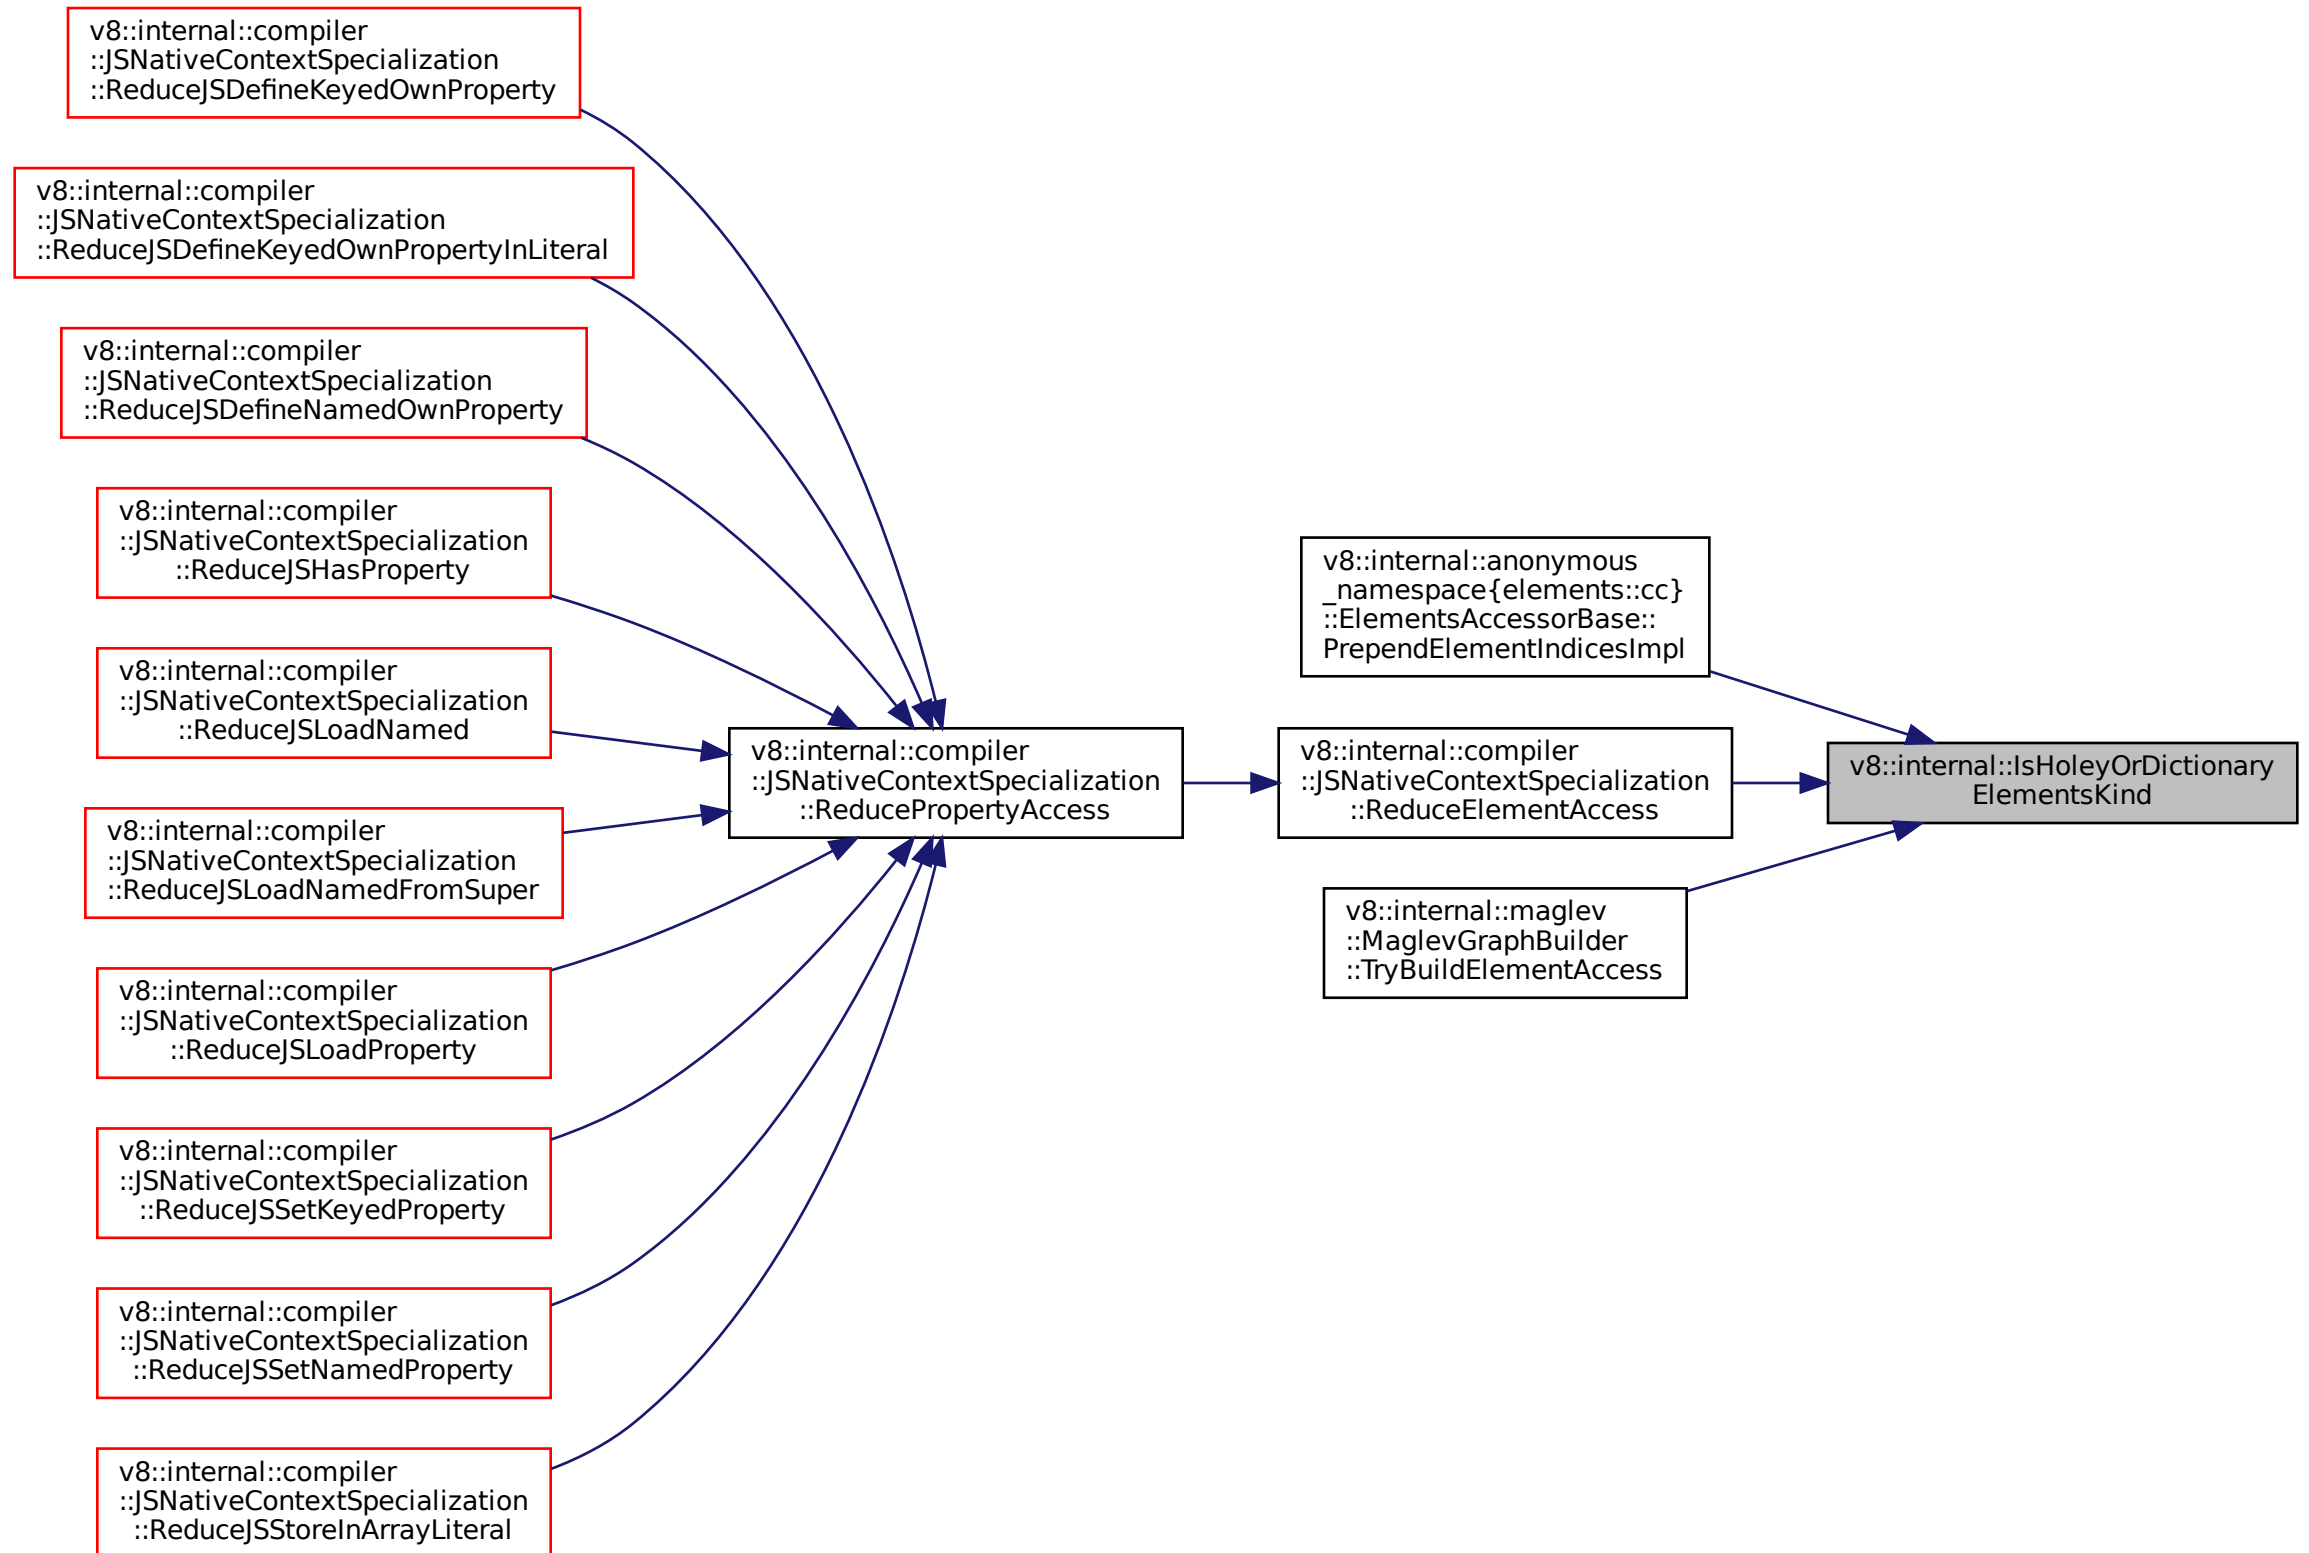 v8::internal::compiler
::JSNativeContextSpecialization
::ReduceJSDefineKeyedOwnProperty
v8::internal::compiler
::JSNativeContextSpecialization
::ReduceJSDefineKeyedOwnPropertyInLiteral
v8::internal::compiler
::JSNativeContextSpecialization
::ReduceJSDefineNamedOwnProperty
v8::internal::compiler
::JSNativeContextSpecialization
::ReduceJSHasProperty
v8::internal::compiler
::JSNativeContextSpecialization
::ReduceJSLoadNamed
v8::internal::compiler
::JSNativeContextSpecialization
::ReduceJSLoadNamedFromSuper
v8::internal::compiler
::JSNativeContextSpecialization
::ReduceJSLoadProperty
v8::internal::compiler
::JSNativeContextSpecialization
::ReduceJSSetKeyedProperty
v8::internal::compiler
::JSNativeContextSpecialization
::ReduceJSSetNamedProperty
v8::internal::compiler
::JSNativeContextSpecialization
::ReduceJSStoreInArrayLiteral
v8::internal::compiler
::JSNativeContextSpecialization
::ReducePropertyAccess
v8::internal::anonymous
_namespace{elements::cc}
::ElementsAccessorBase::
PrependElementIndicesImpl
v8::internal::compiler
::JSNativeContextSpecialization
::ReduceElementAccess
v8::internal::maglev
::MaglevGraphBuilder
::TryBuildElementAccess
v8::internal::IsHoleyOrDictionary
ElementsKind